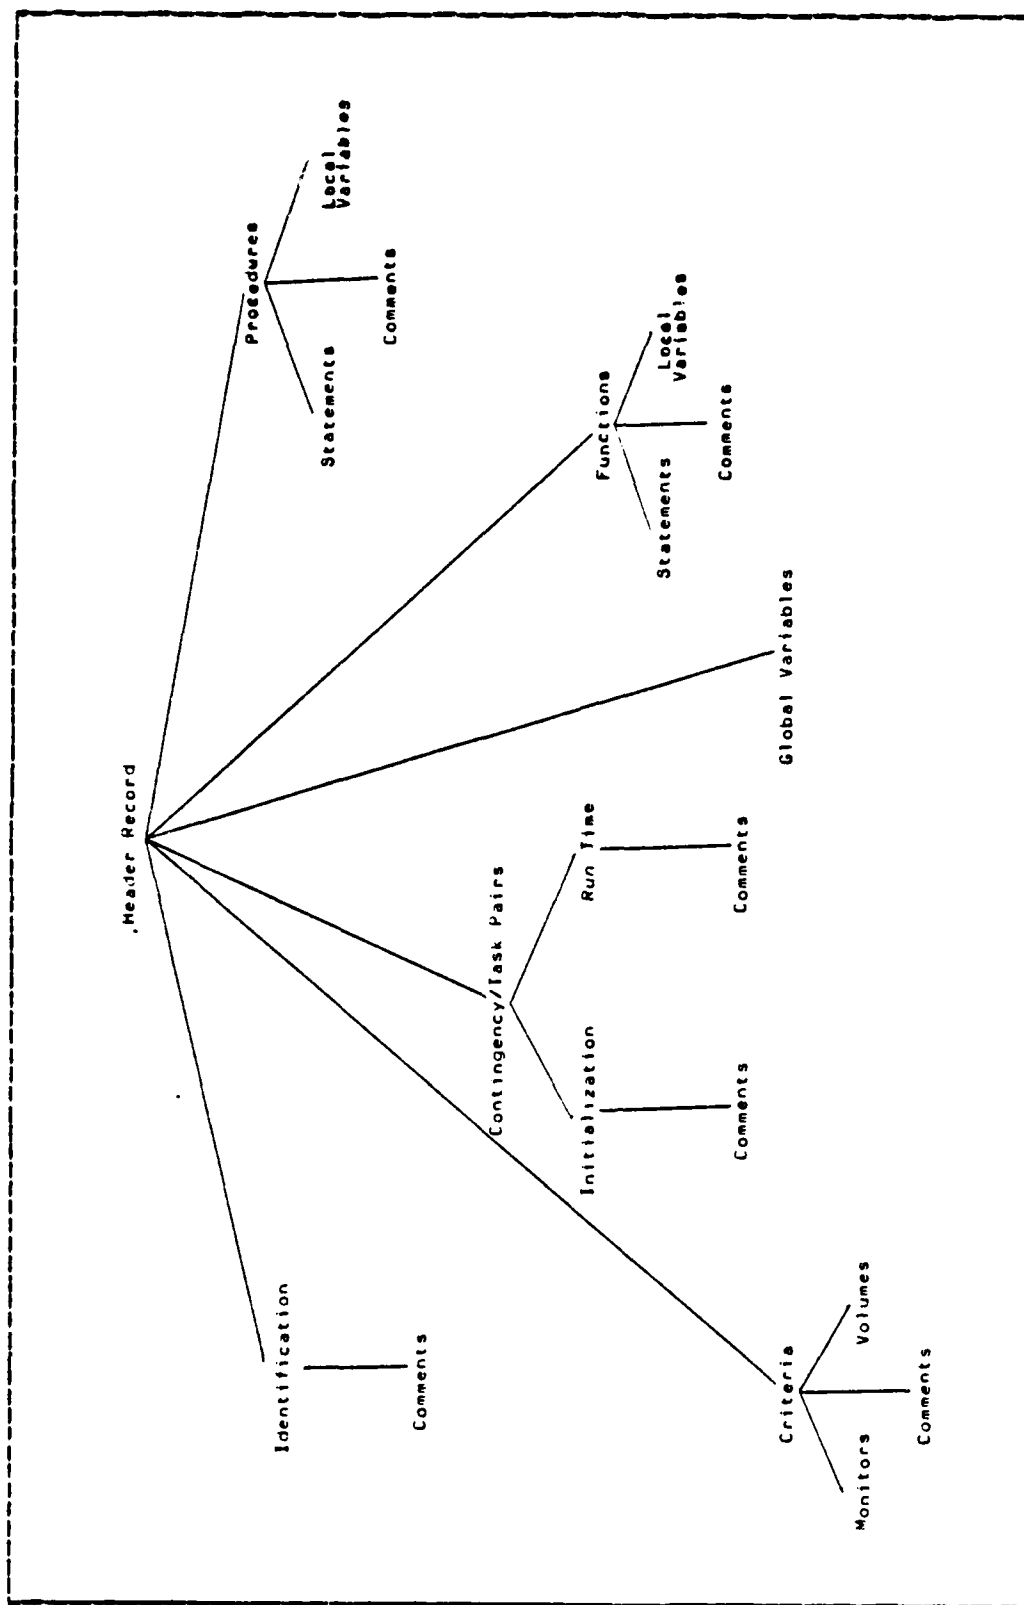 Header Record
Identification
Comments
Procedures
Statements
Local
Variables
Comments
Contingency/Task Pairs
Initialization
Run Time
Comments
Comments
Functions
Statements
Local
Variables
Comments
Criteria
Monitors
Volumes
Comments
Global Variables